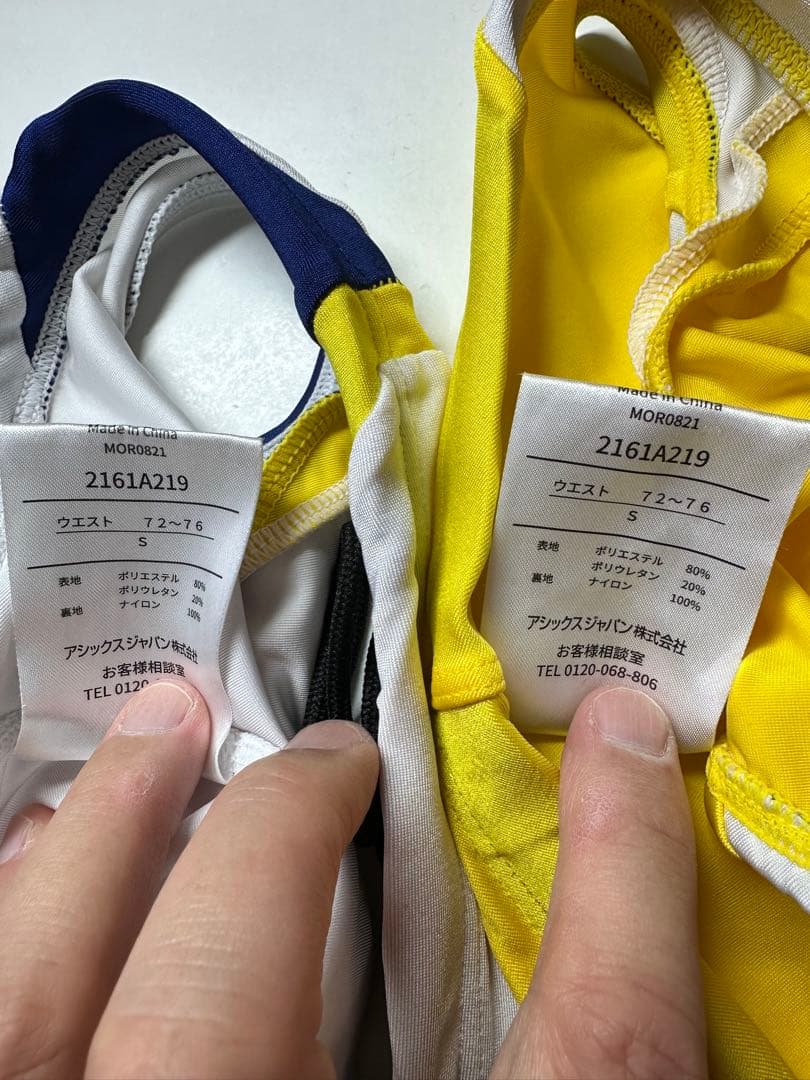 Made in China
MOR0821
2161A219
ウエスト 72～76
S
表地 ポリエステル 80%
ポリウレタン 20%
裏地 ナイロン 100%
アシックスジャパン株式会社
お客様相談室
TEL 0120
Made in China
MOR0821
2161A219
ウエスト 72～76
S
表地 ポリエステル 80%
ポリウレタン 20%
裏地 ナイロン 100%
アシックスジャパン株式会社
お客様相談室
TEL 0120-068-806